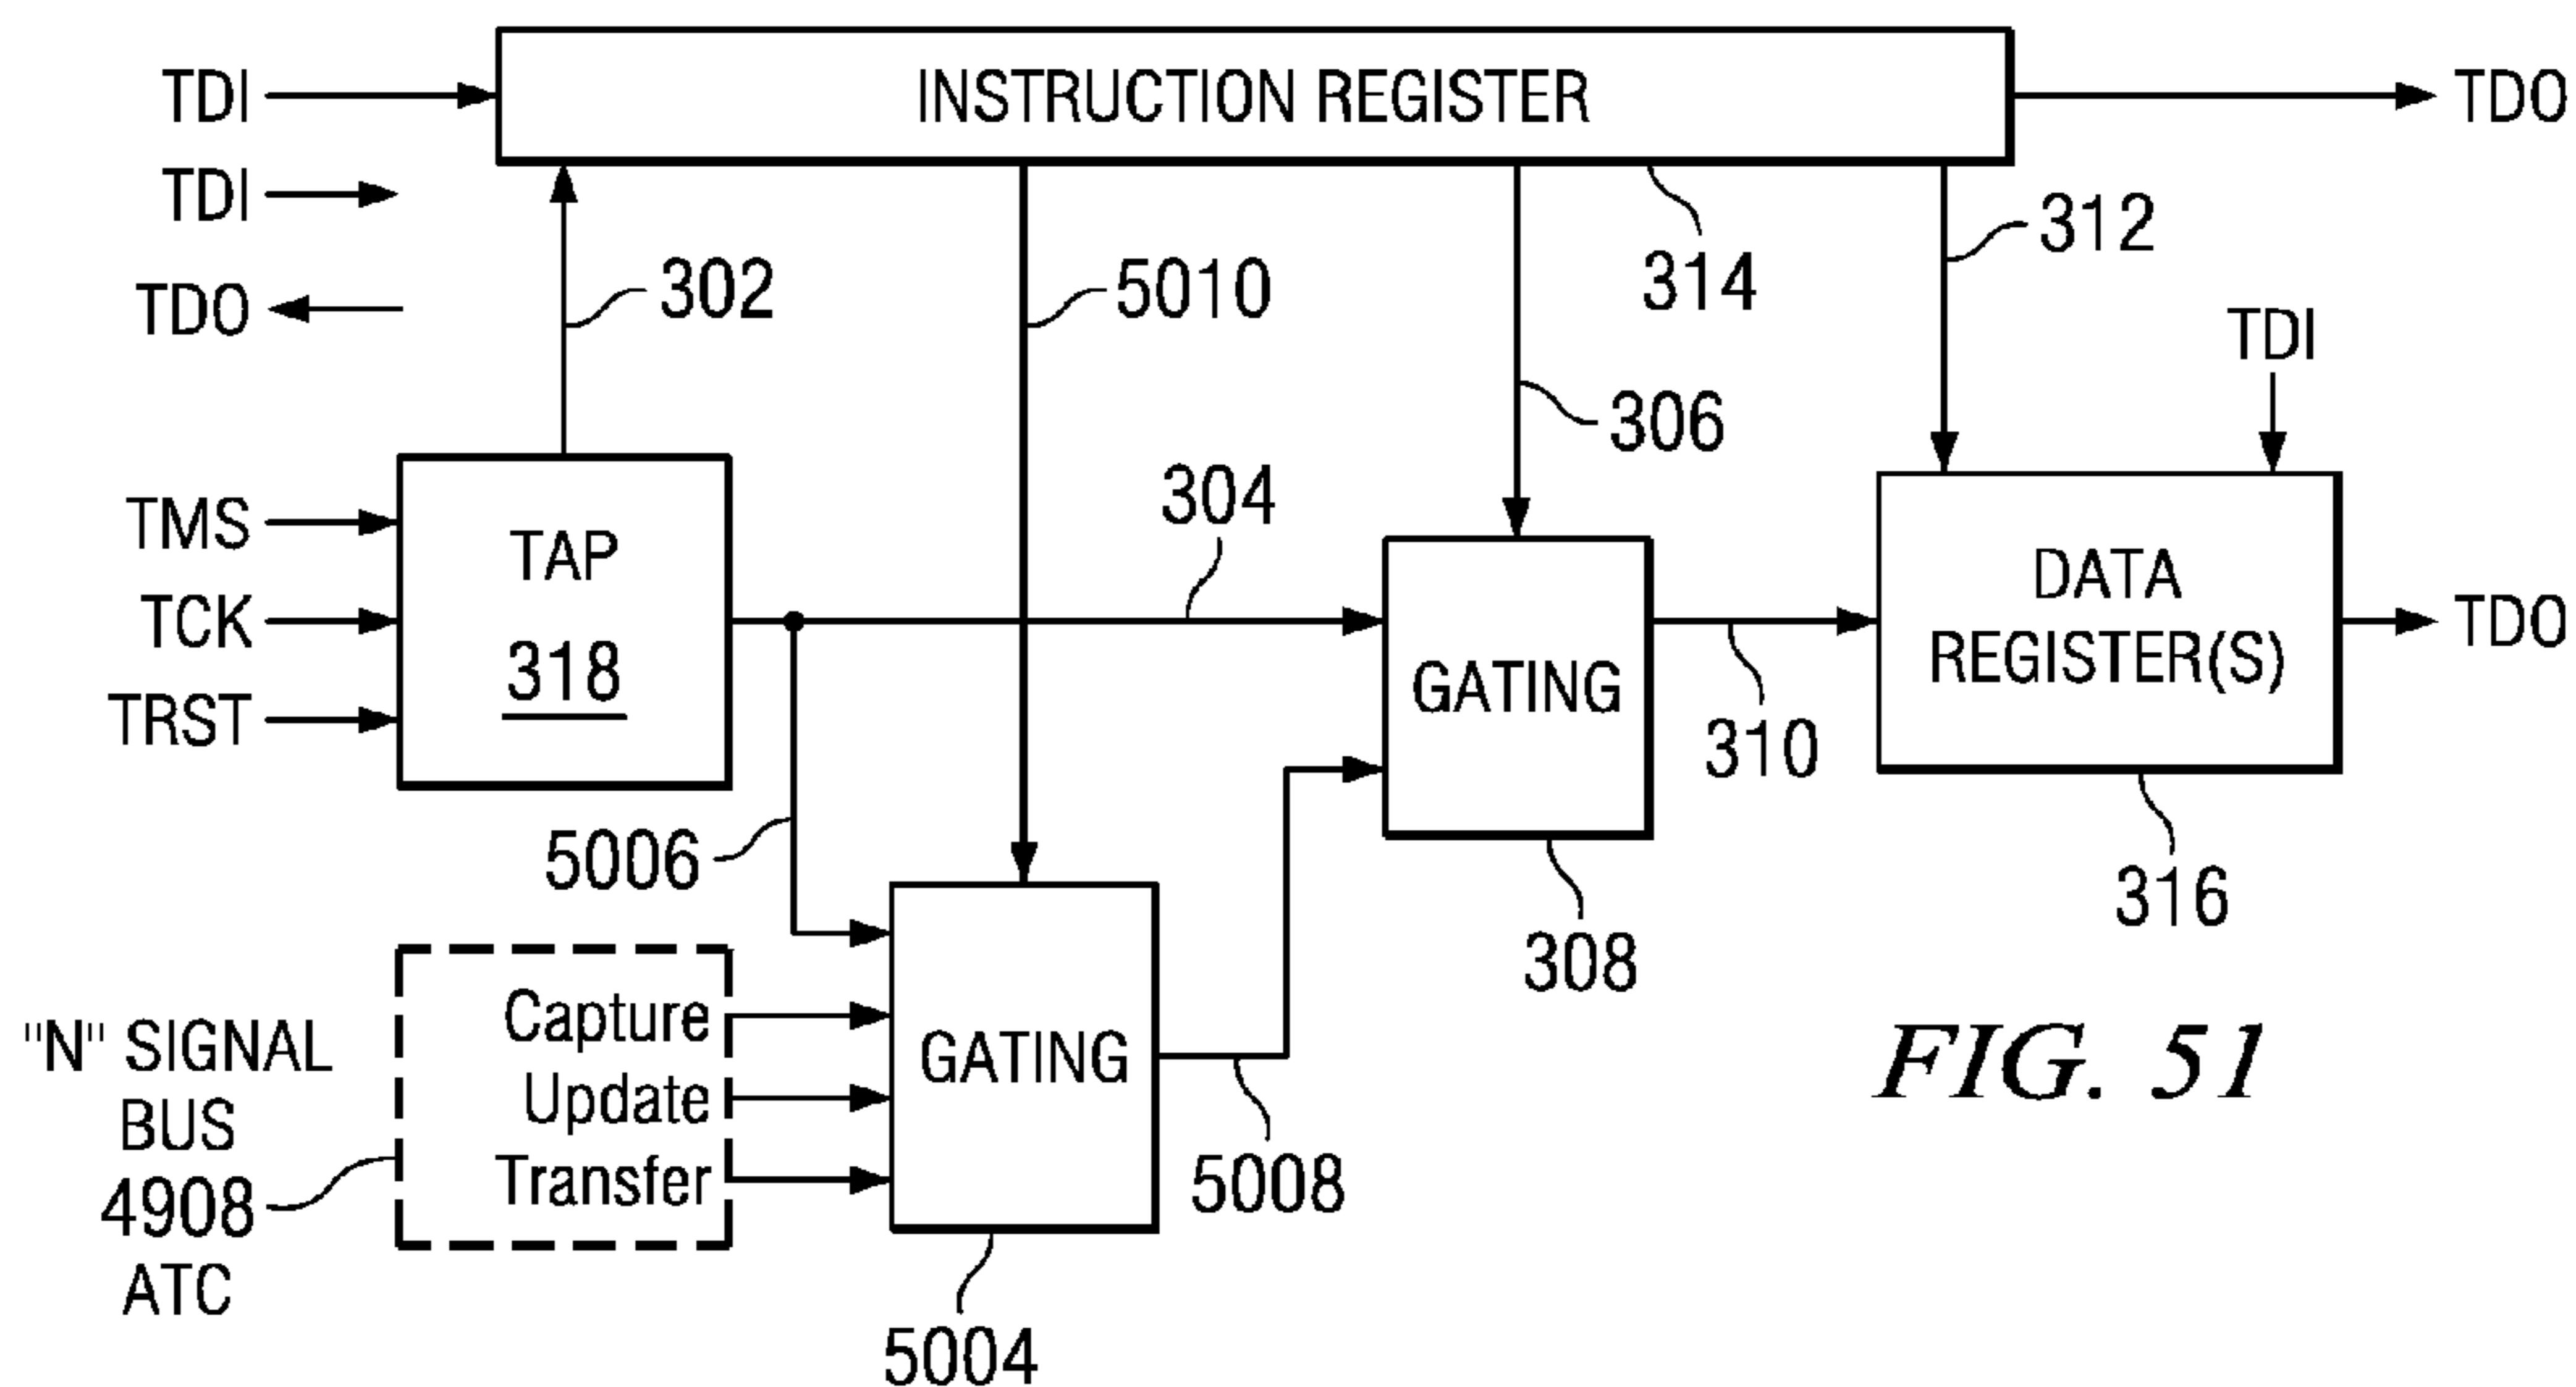 TDI
INSTRUCTION REGISTER
TDO
TDI
TDO
302
5010
314
312
TDI
306
304
TMS
TCK
TRST
TAP
318
GATING
310
DATA
REGISTER(S)
TDO
5006
308
316
"N" SIGNAL
BUS
4908
ATC
Capture
Update
Transfer
GATING
5008
5004
FIG. 51